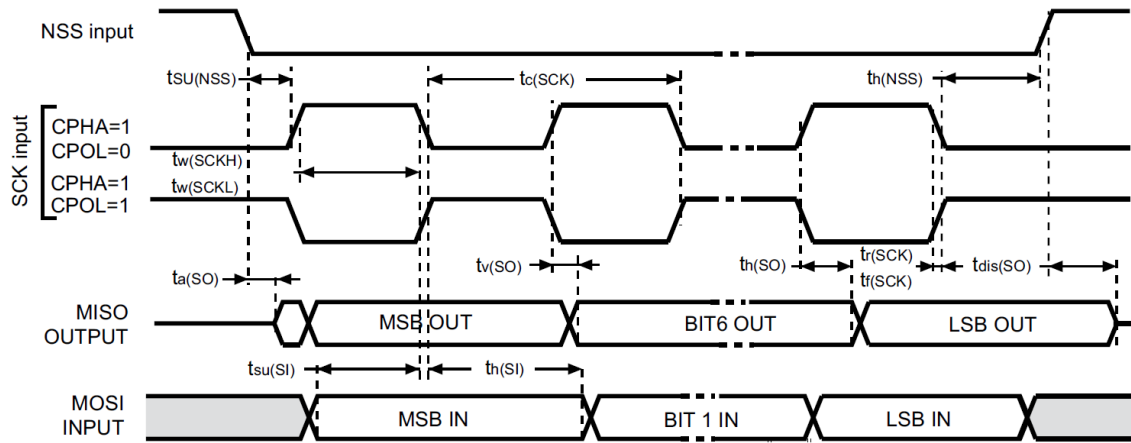 NSS input
tSU(NSS)
tc(SCK)
th(NSS)
SCK input
CPHA=1
CPOL=0
tw(SCKH)
CPHA=1
tw(SCKL)
CPOL=1
ta(SO)
tv(SO)
th(SO)
tr(SCK)
tf(SCK)
tdis(SO)
MISO
OUTPUT
MSB OUT
BIT6 OUT
LSB OUT
tsu(SI)
th(SI)
MOSI
INPUT
MSB IN
BIT 1 IN
LSB IN